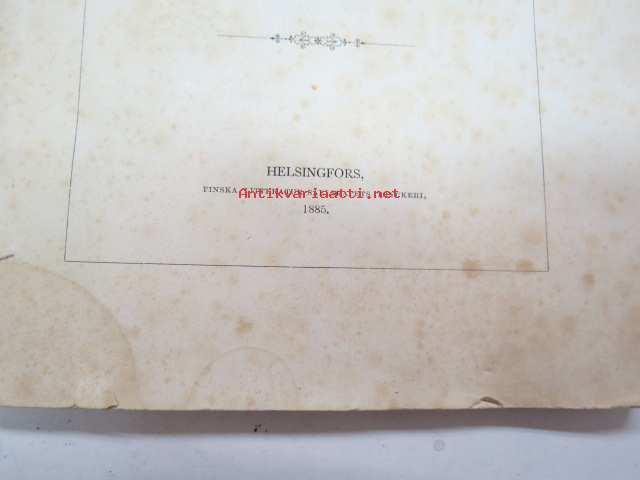 HELSINGFORS,
FINSKA
Antikvariaatti.net
1885.